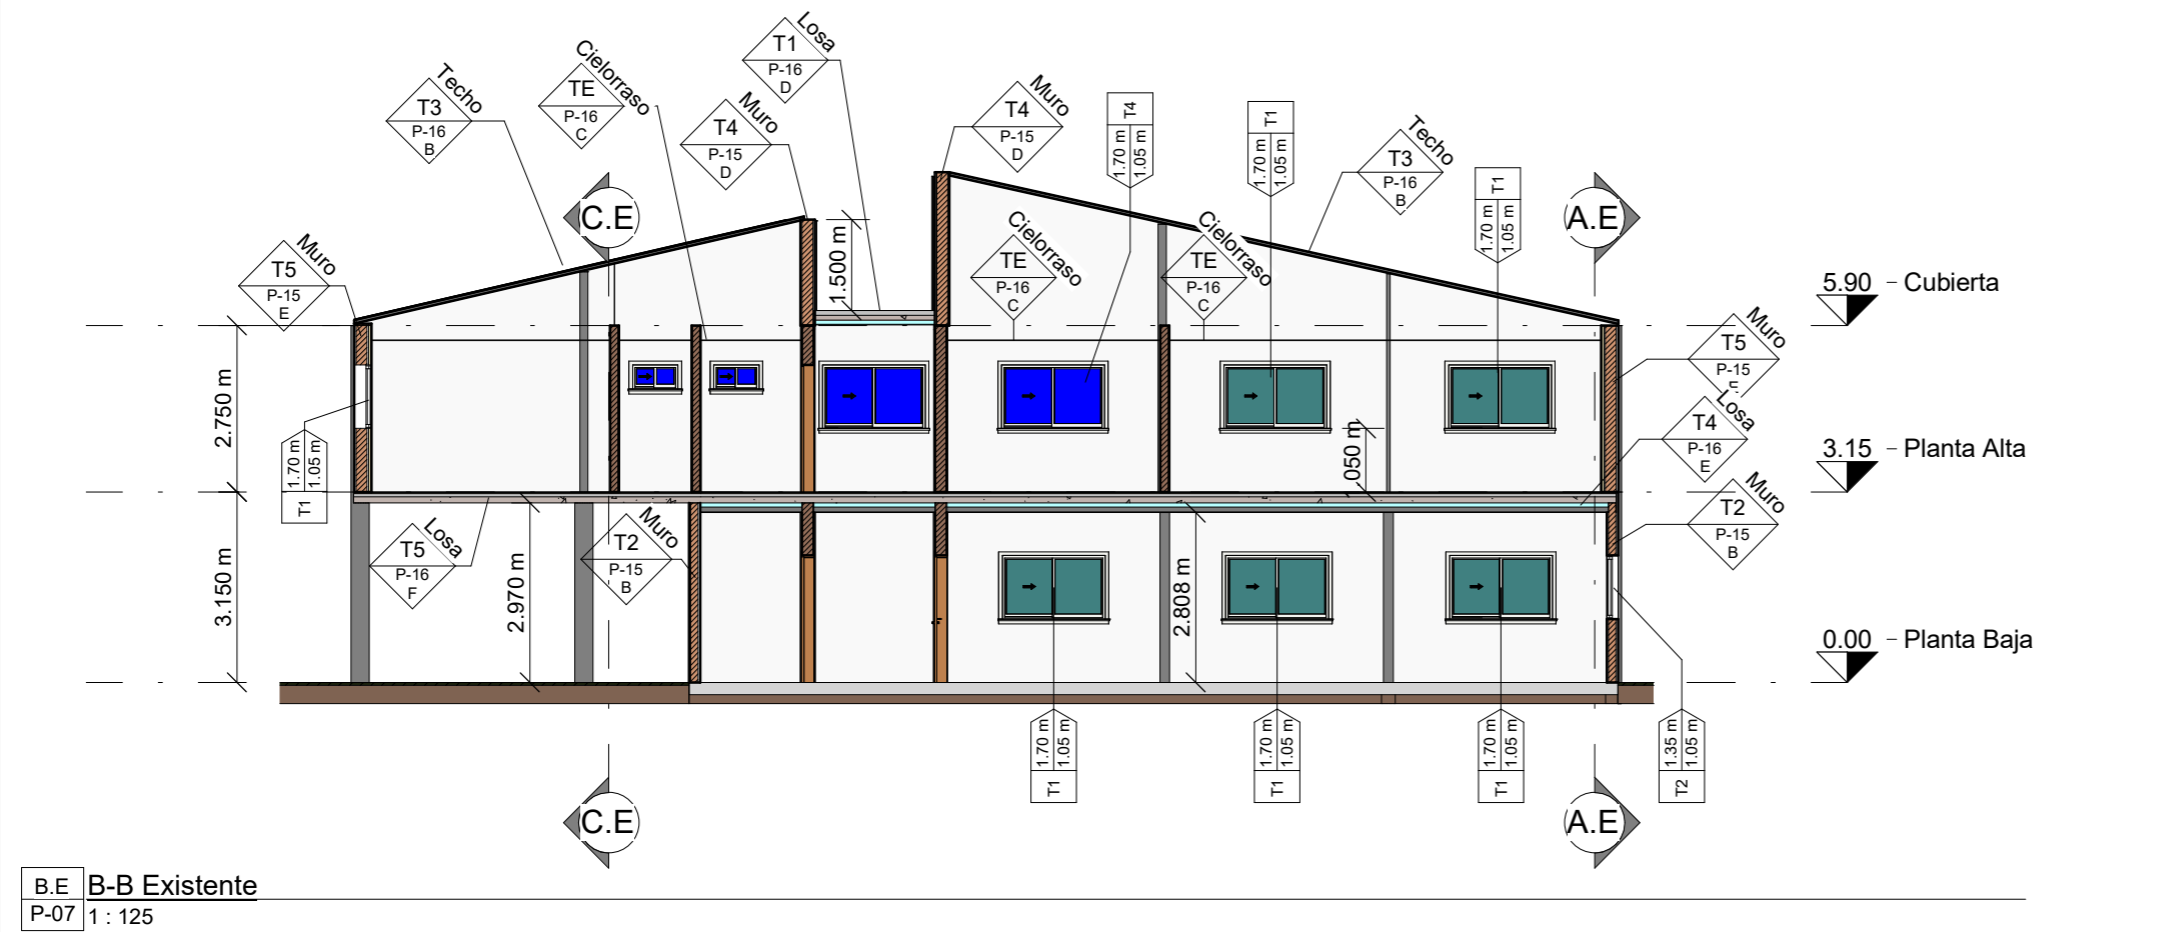 T1
P-16
D
Losa
T3
P-16
B
Techo
TE
P-16
C
Cielorraso
T4
P-15
D
Muro
T4
P-15
D
Muro
1.70 m
1.05 m
T4
1.70 m
1.05 m
T1
T3
P-16
B
Techo
1.70 m
1.05 m
T1
C.E
A.E
T5
P-15
E
Muro
1.500 m
TE
P-16
C
Cielorraso
TE
P-16
C
Cielorraso
5.90 - Cubierta
T5
P-15
Muro
2.750 m
T4
P-16
E
Losa
3.15 - Planta Alta
1.70 m
1.05 m
T1
050 m
T2
P-15
B
Muro
T5
P-16
F
Losa
T2
P-15
B
Muro
3.150 m
2.970 m
2.808 m
0.00 - Planta Baja
1.70 m
1.05 m
T1
1.70 m
1.05 m
T1
1.70 m
1.05 m
T1
1.35 m
1.05 m
T2
C.E
A.E
B.E B-B Existente
P-07 1 : 125